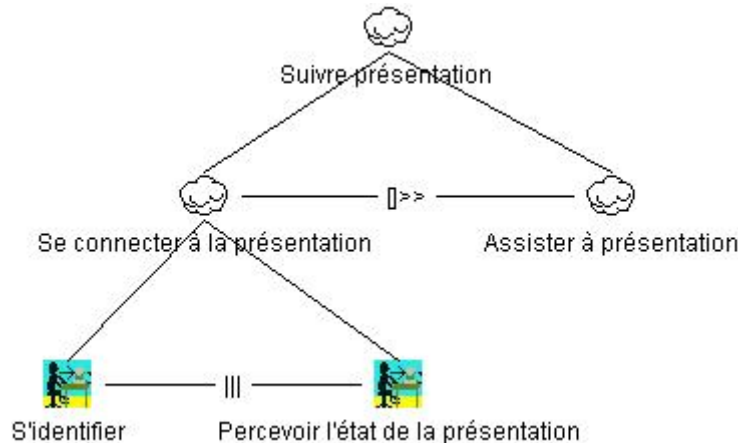 Suivre présentation
[]>>
Se connecter à la présentation
Assister à présentation
|||
S'identifier
Percevoir l'état de la présentation